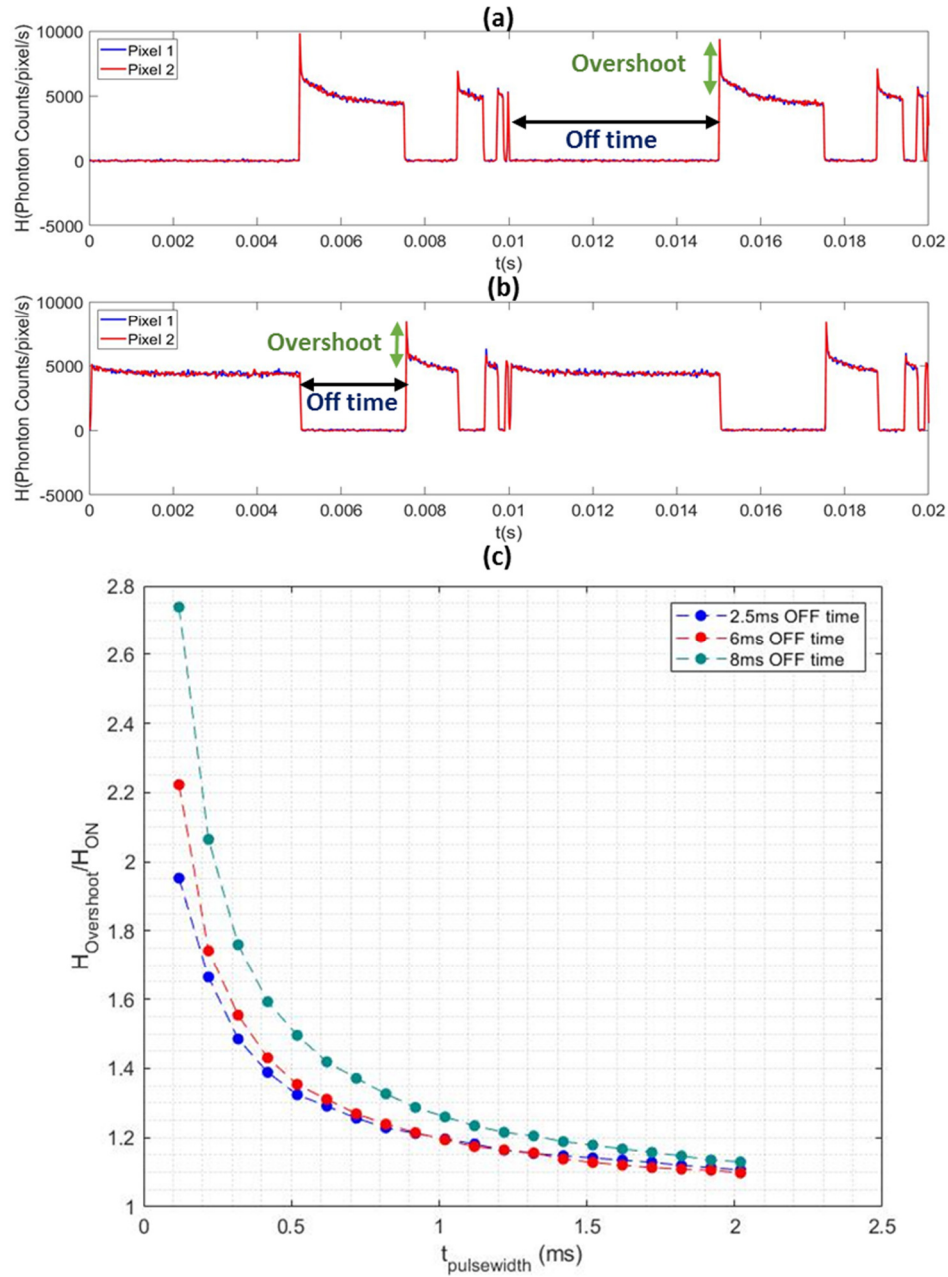 (a)
10000
5000
0
-5000
H(Phonton Counts/pixel/s)
Pixel 1
Pixel 2
Overshoot
Off time
0 0.002 0.004 0.006 0.008 0.01 0.012 0.014 0.016 0.018 0.02
t(s)
(b)
10000
5000
0
-5000
H(Phonton Counts/pixel/s)
Pixel 1
Pixel 2
Overshoot
Off time
0 0.002 0.004 0.006 0.008 0.01 0.012 0.014 0.016 0.018 0.02
t(s)
(c)
2.8
2.6
2.4
2.2
2
1.8
1.6
1.4
1.2
1
H_Overshoot/H_ON
2.5ms OFF time
6ms OFF time
8ms OFF time
0 0.5 1 1.5 2 2.5
t_pulsewidth (ms)